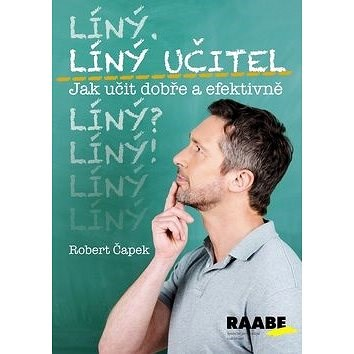 LÍNÝ.
LÍNÝ UČITEL
Jak učit dobře a efektivně
LÍNÝ?
LÍNÝ!
LÍNÝ
LÍNÝ
Robert Čapek
RAABE